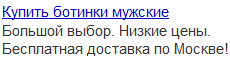 Купить ботинки мужские
Большой выбор. Низкие цены.
Бесплатная доставка по Москве!